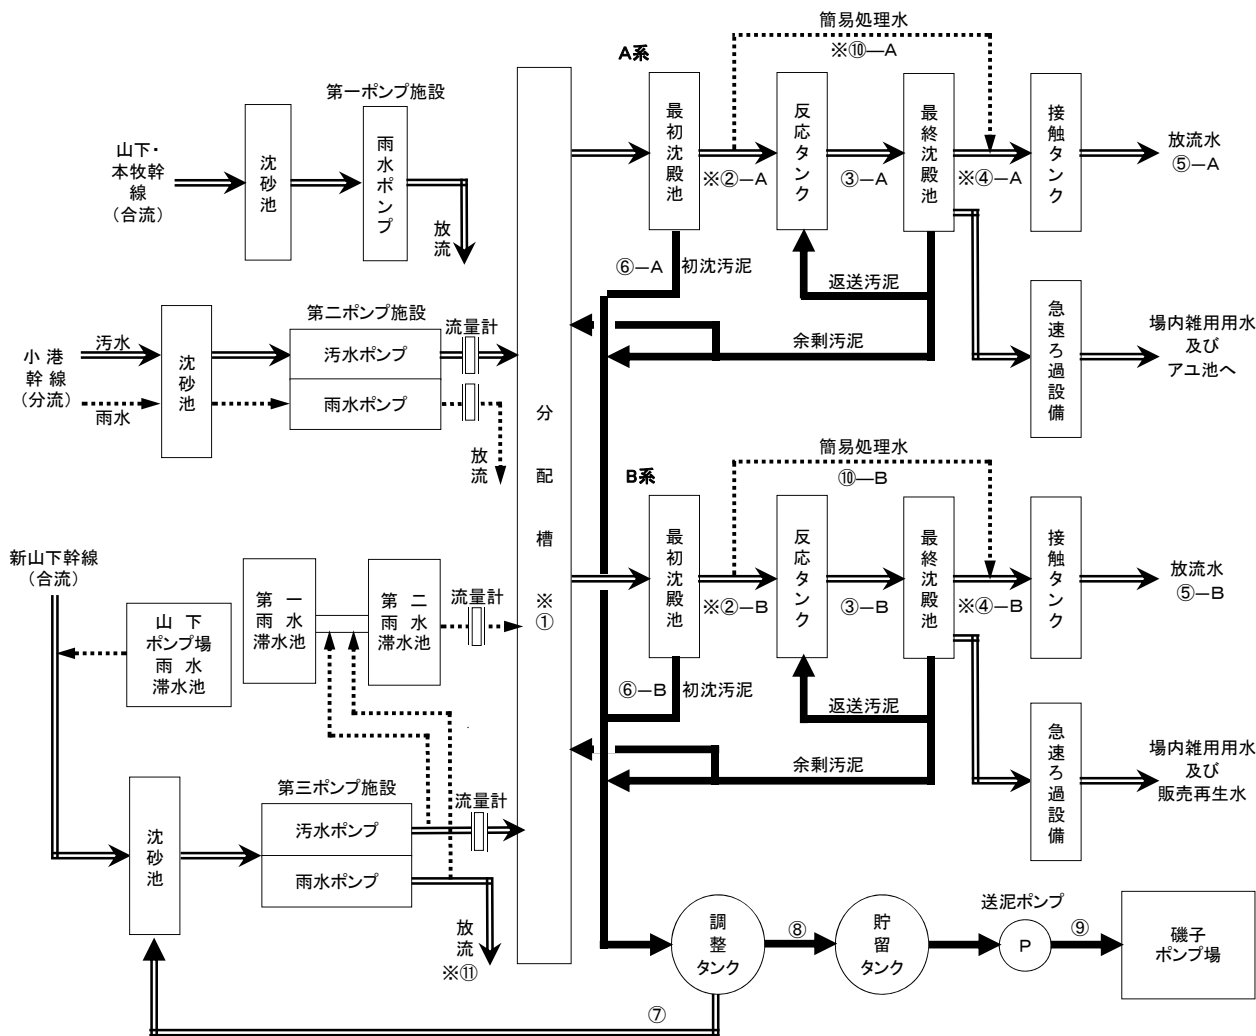 簡易処理水
※⑩―A
A系
最初沈殿池
※②―A
反応タンク
③―A
最終沈殿池
※④―A
接触タンク
放流水
⑤―A
第一ポンプ施設
山下・
本牧幹
線
(合流)
沈砂池
雨水ポンプ
放流
⑥―A
初沈汚泥
返送汚泥
余剰汚泥
急速ろ過設備
場内雑用用水
及び
アユ池へ
第二ポンプ施設
流量計
小港
幹線
(分流)
汚水
雨水
沈砂池
汚水ポンプ
雨水ポンプ
放流
分配槽
※
①
簡易処理水
⑩―B
B系
最初沈殿池
※②―B
反応タンク
③―B
最終沈殿池
※④―B
接触タンク
放流水
⑤―B
新山下幹線
(合流)
山下
ポンプ場
雨水
滞水池
第一
雨水
滞水池
第二
雨水
滞水池
流量計
⑥―B
初沈汚泥
返送汚泥
余剰汚泥
急速ろ過設備
場内雑用用水
及び
販売再生水
第三ポンプ施設
流量計
沈砂池
汚水ポンプ
雨水ポンプ
放流
※⑪
調整
タンク
⑧
貯留
タンク
送泥ポンプ
P
⑨
磯子
ポンプ場
⑦